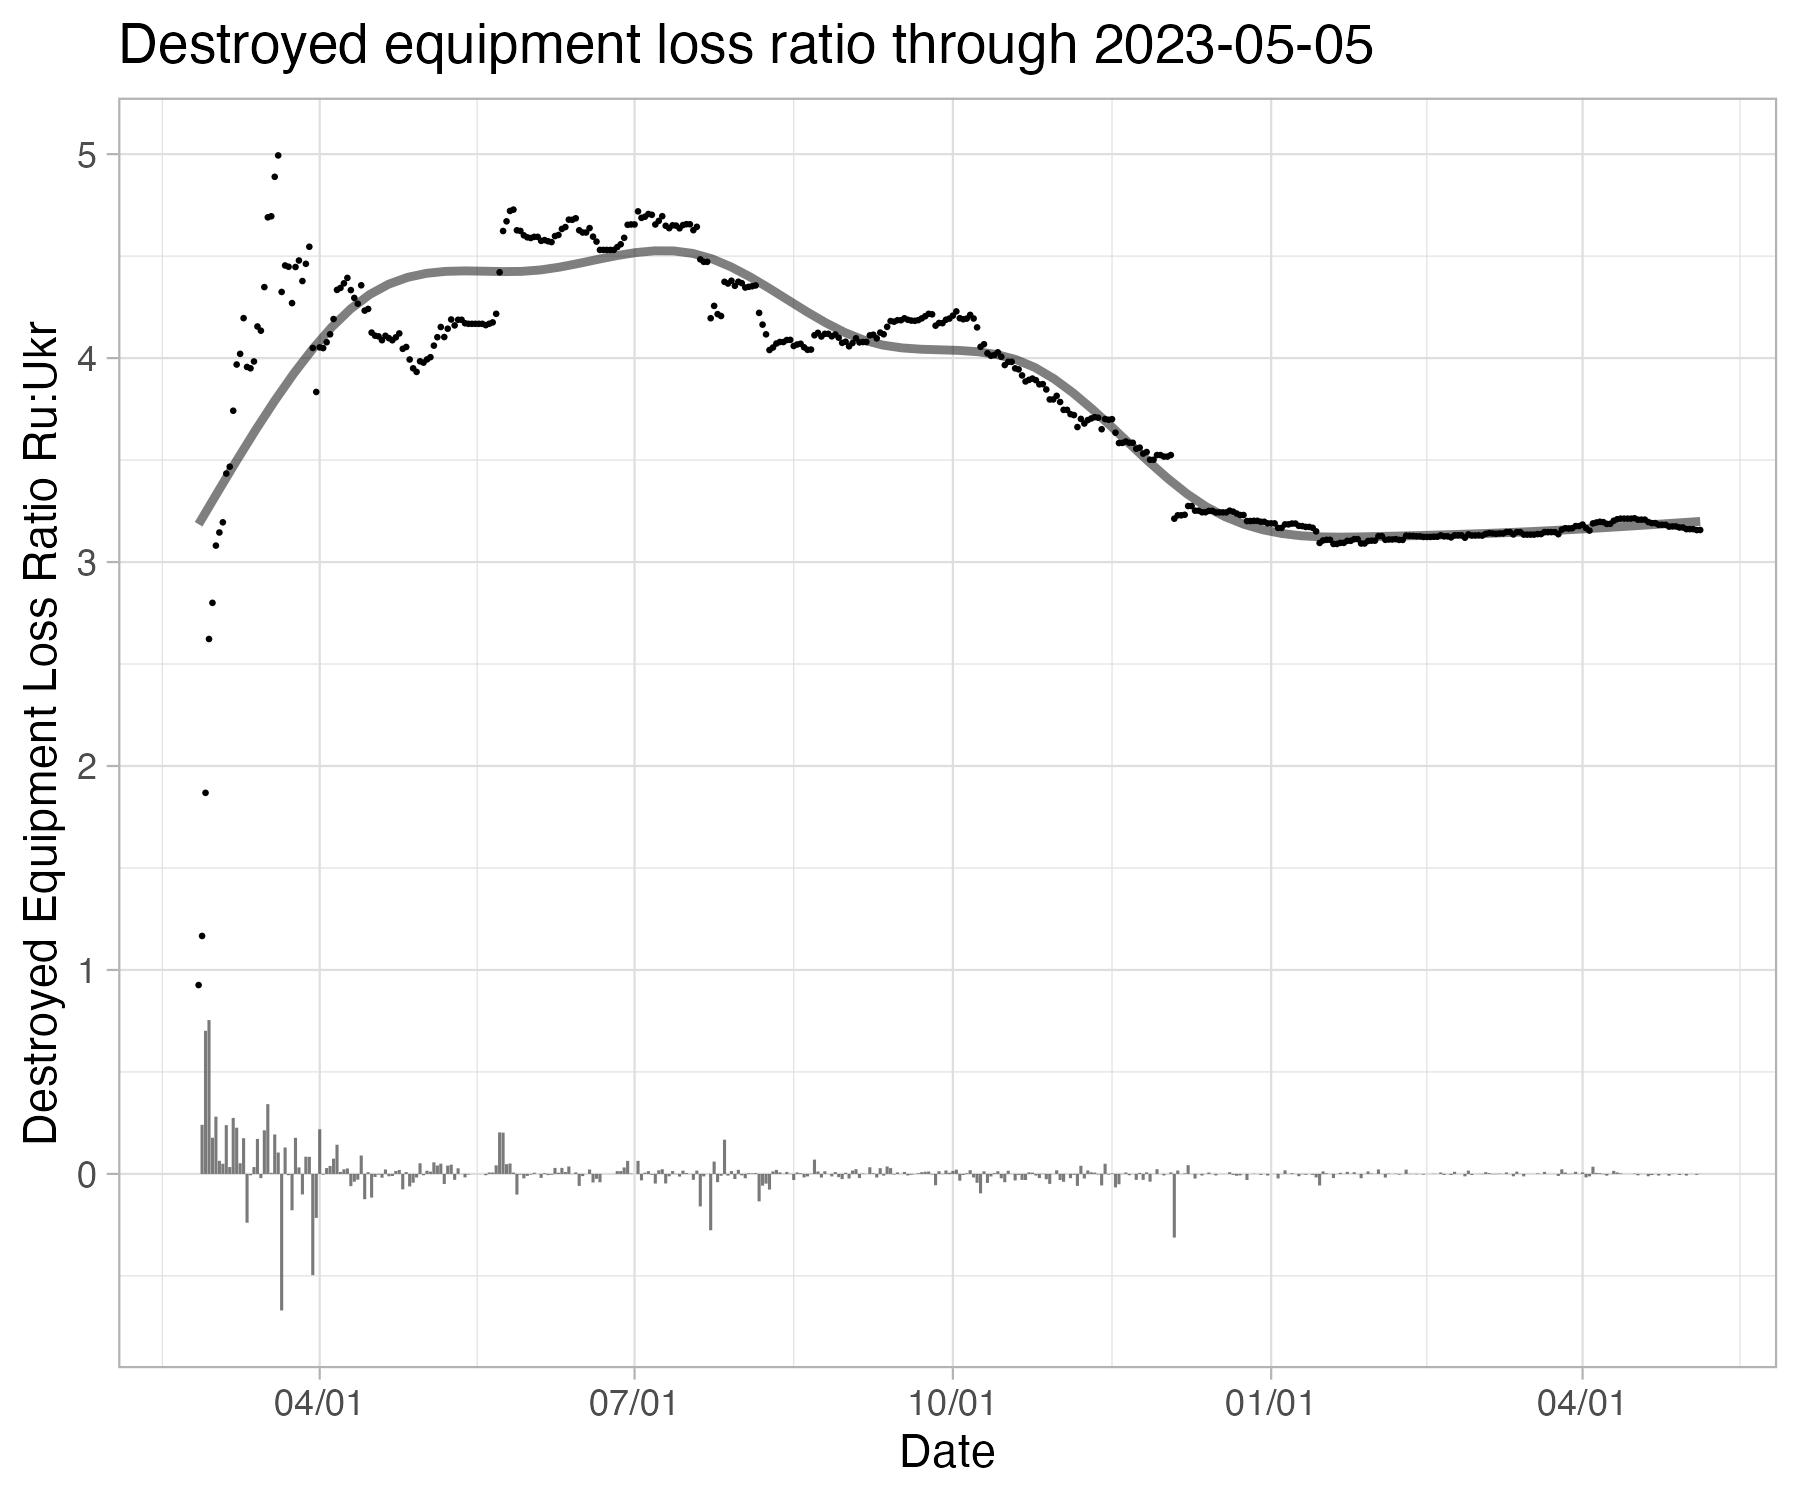 Destroyed equipment loss ratio through 2023-05-05
Destroyed Equipment Loss Ratio Ru:Ukr
5
4
3
2
1
0
04/01 07/01 10/01 01/01 04/01
Date